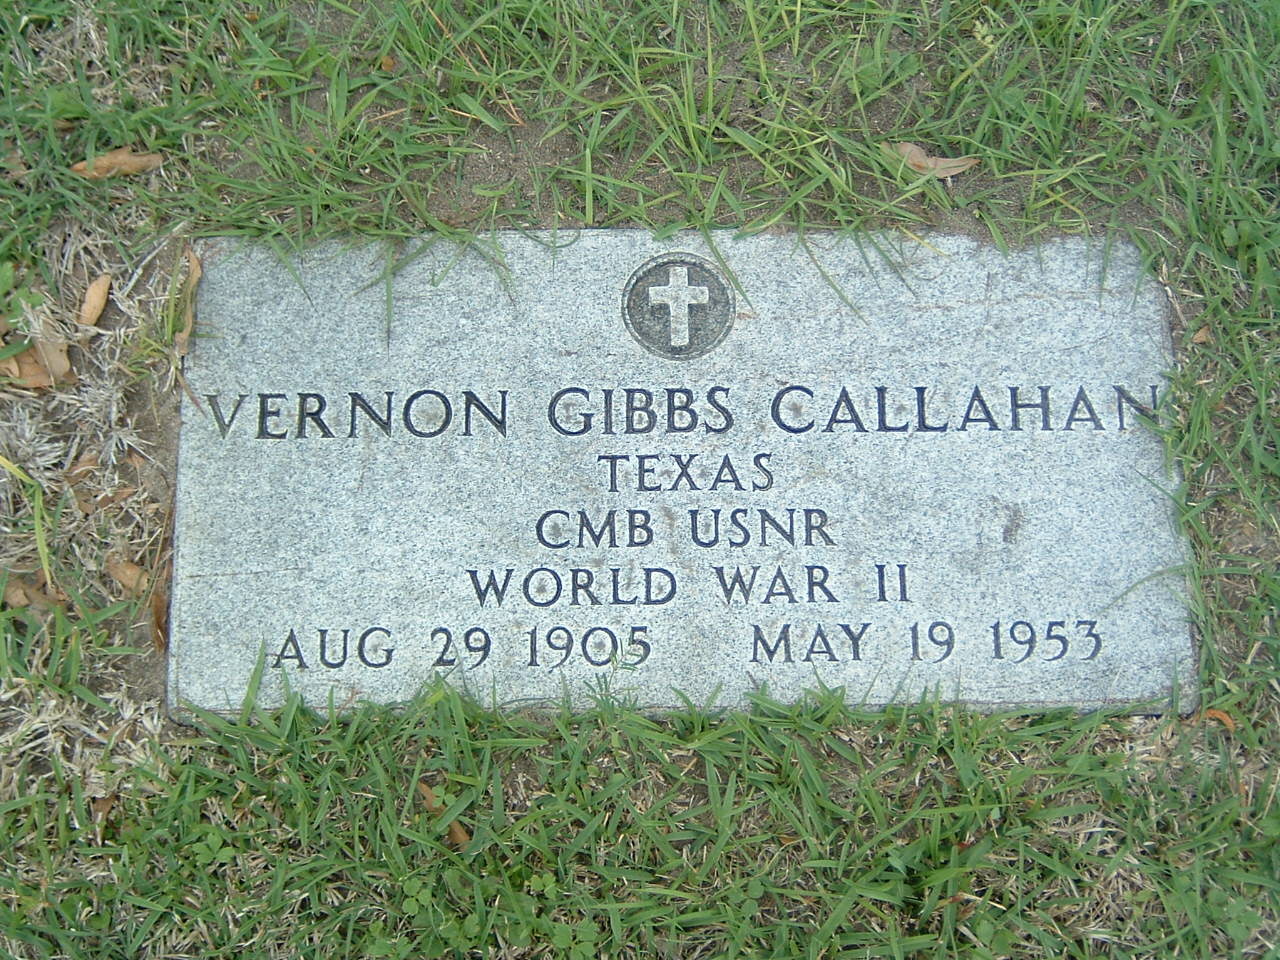 VERNON GIBBS CALLAHAN
TEXAS
CMB USNR
WORLD WAR II
AUG 29 1905 MAY 19 1953